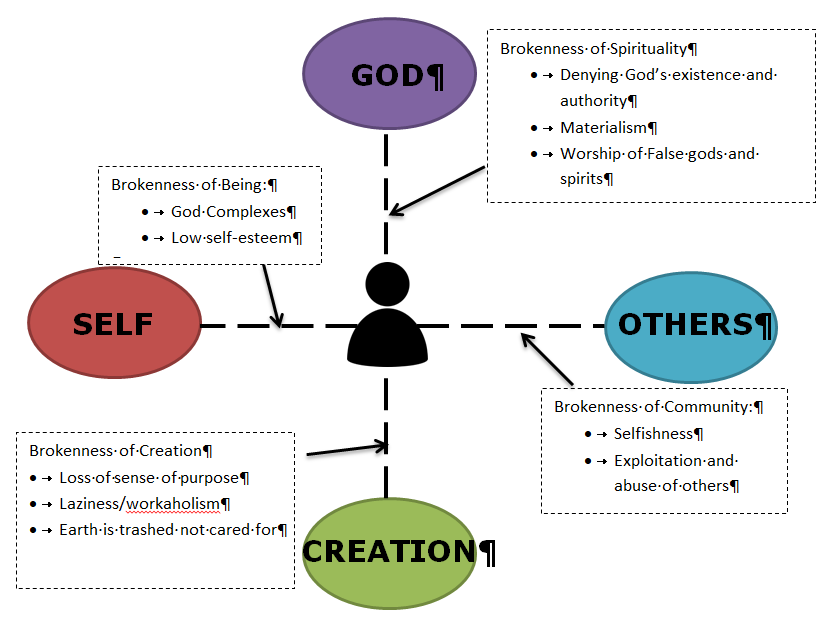 GOD¶
Brokenness·of·Spirituality¶
•→Denying·God’s·existence·and·
authority¶
•→Materialism¶
•→Worship·of·False·gods·and·
spirits¶
Brokenness·of·Being:¶
•→God·Complexes¶
•→Low·self-esteem¶
SELF
OTHERS¶
Brokenness·of·Community:¶
•→Selfishness¶
•→Exploitation·and·
abuse·of·others¶
Brokenness·of·Creation¶
•→Loss·of·sense·of·purpose¶
•→Laziness/workaholism¶
•→Earth·is·trashed·not·cared·for¶
CREATION¶